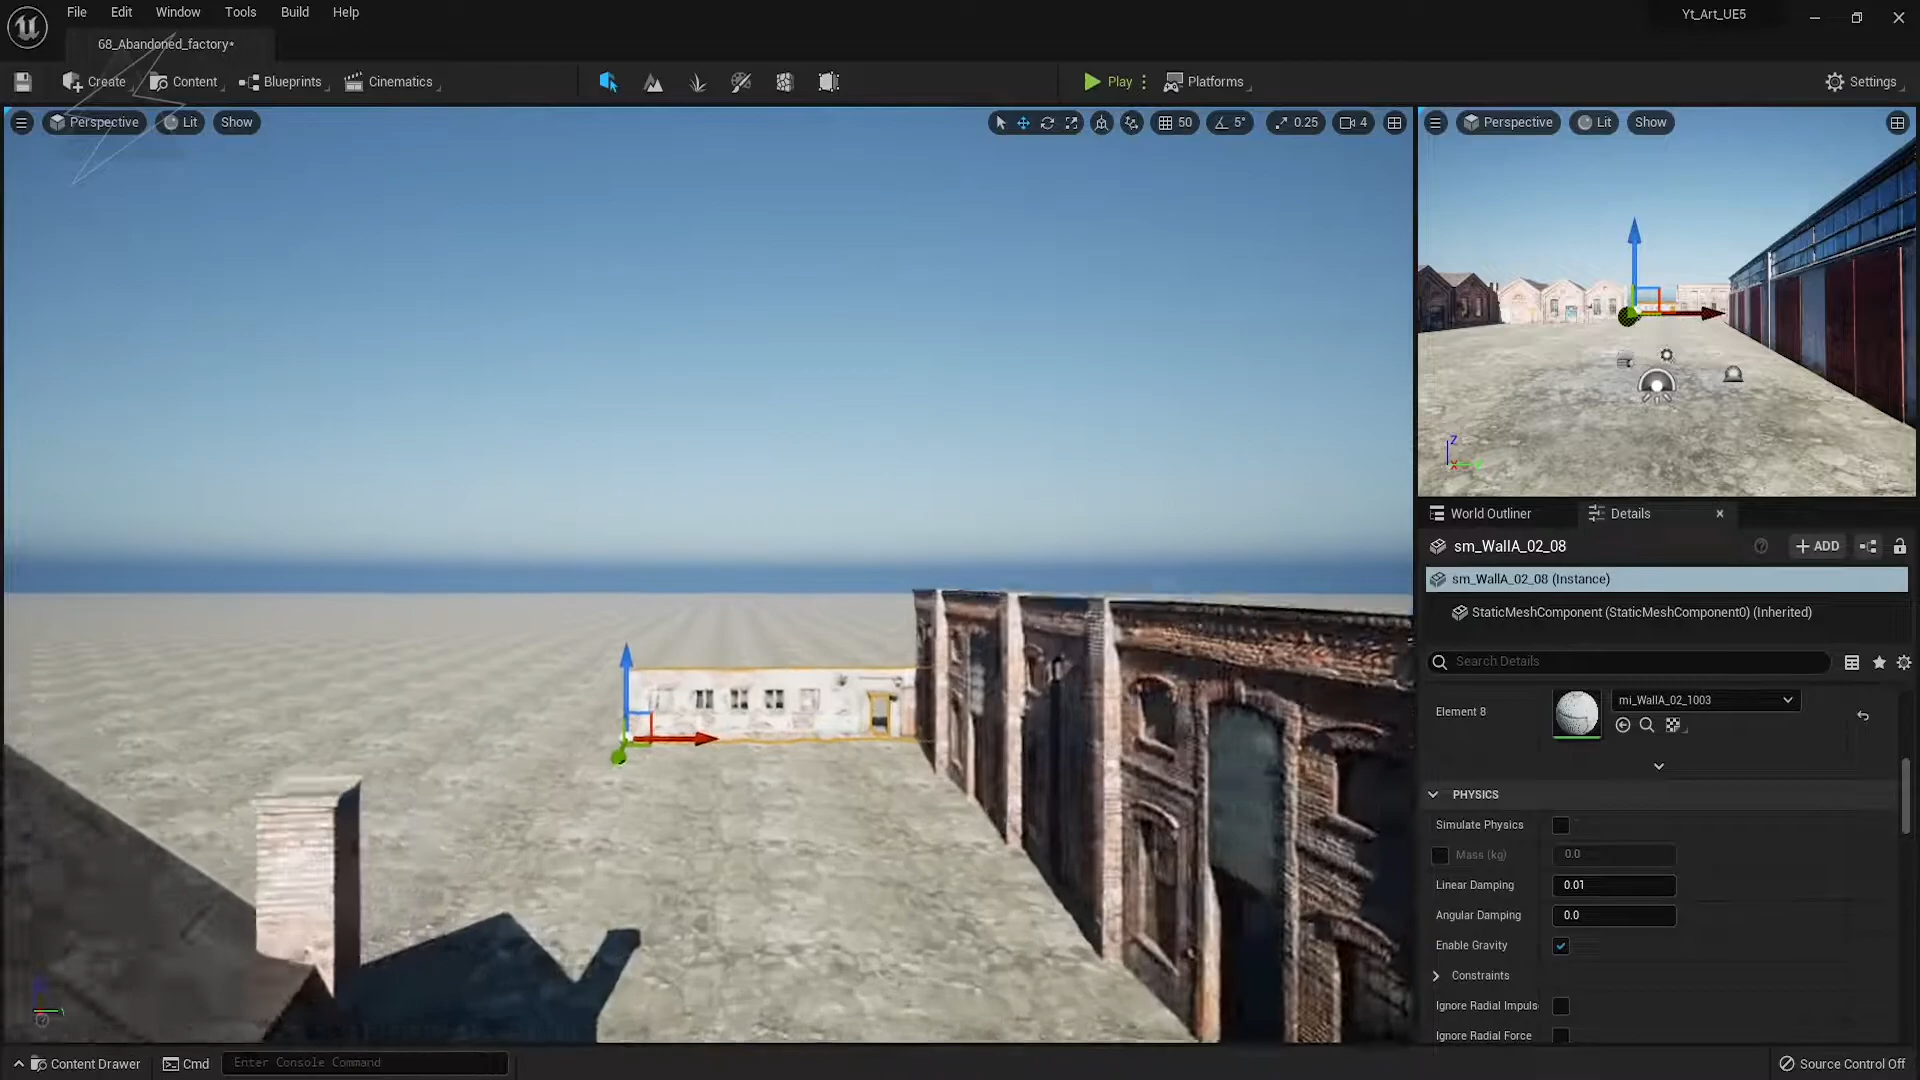 File Edit Window Tools Build Help
Yt_Art_UE5
68_Abandoned_factory*
Create Content Blueprints Cinematics Play Platforms Settings
Perspective Lit Show 50 5° 0.25 4
Perspective Lit Show
Z
World Outliner Details
sm_WallA_02_08 ADD
sm_WallA_02_08 (Instance)
StaticMeshComponent (StaticMeshComponent0) (Inherited)
Search Details
Element 8 mi_WallA_02_1003
PHYSICS
Simulate Physics
Mass (kg) 0.0
Linear Damping 0.01
Angular Damping 0.0
Enable Gravity
Constraints
Ignore Radial Impuls
Ignore Radial Force
Content Drawer Cmd Enter Console Command Source Control Off